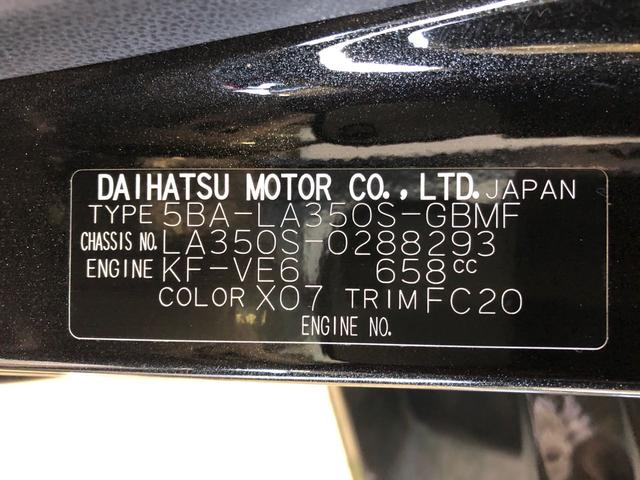 DAIHATSU MOTOR CO., LTD. JAPAN
TYPE 5BA-LA350S-GBMF
CHASSIS NO. LA350S-0288293
ENGINE KF-VE6 658cc
COLOR X07 TRIM FC20
ENGINE NO.